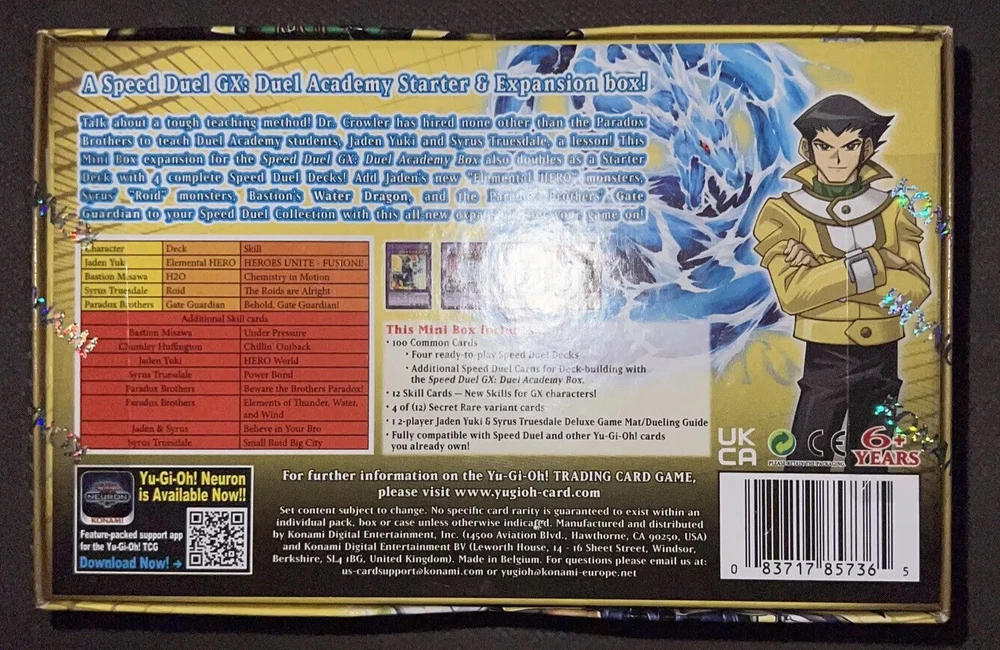 A Speed Duel GX: Duel Academy Starter & Expansion box!
Talk about a tough teaching method! Dr. Crowler has hired none other than the Paradox
Brothers to teach Duel Academy students, Jaden Yuki and Syrus Truesdale, a lesson! This
Mini Box expansion for the Speed Duel GX: Duel Academy Box also doubles as a Starter
Deck with 4 complete Speed Duel Decks! Add Jaden's new "Elemental HERO" monsters,
Syrus' "Roid" monsters, Bastion's Water Dragon, and the Paradox Brothers' Gate
Guardian to your Speed Duel Collection with this all-new game on!
Character Deck Skill
Jaden Yuki Elemental HERO HEROES UNITE - FUSION!
Bastion Misawa H2O Chemistry in Motion
Syrus Truesdale Roid The Roids are Alright
Paradox Brothers Gate Guardian Behold, Gate Guardian!
Additional Skill cards
Bastion Misawa Under Pressure
Chumley Huffington Chillin' Outback
Jaden Yuki HERO World
Syrus Truesdale Power Bond
Paradox Brothers Beware the Brothers Paradox!
Paradox Brothers Elements of Thunder, Water,
and Wind
Jaden & Syrus Believe in Your Bro
Syrus Truesdale Small Roid Big City
This Mini Box Includes
• 100 Common Cards
• Four ready-to-play Speed Duel Decks
• Additional Speed Duel Cards for Deck-building with
the Speed Duel GX: Duel Academy Box.
• 12 Skill Cards — New Skills for GX characters!
• 4 of (12) Secret Rare variant cards
• 1 2-player Jaden Yuki & Syrus Truesdale Deluxe Game Mat/Dueling Guide
• Fully compatible with Speed Duel and other Yu-Gi-Oh! cards
you already own!
UK
CA
PLEASE RETAIN THE PACKAGING
CE
6+
YEARS
NEURON
KONAMI
Yu-Gi-Oh! Neuron
is Available Now!!
Feature-packed support app
for the Yu-Gi-Oh! TCG
Download Now! →
For further information on the Yu-Gi-Oh! TRADING CARD GAME,
please visit www.yugioh-card.com
Set content subject to change. No specific card rarity is guaranteed to exist within an
individual pack, box or case unless otherwise indicated. Manufactured and distributed
by Konami Digital Entertainment, Inc. (14500 Aviation Blvd., Hawthorne, CA 90250, USA)
and Konami Digital Entertainment BV (Leworth House, 14 - 16 Sheet Street, Windsor,
Berkshire, SL4 1BG, United Kingdom). Made in Belgium. For questions please email us at:
us-cardsupport@konami.com or yugioh@konami-europe.net
0 83717 85736 5